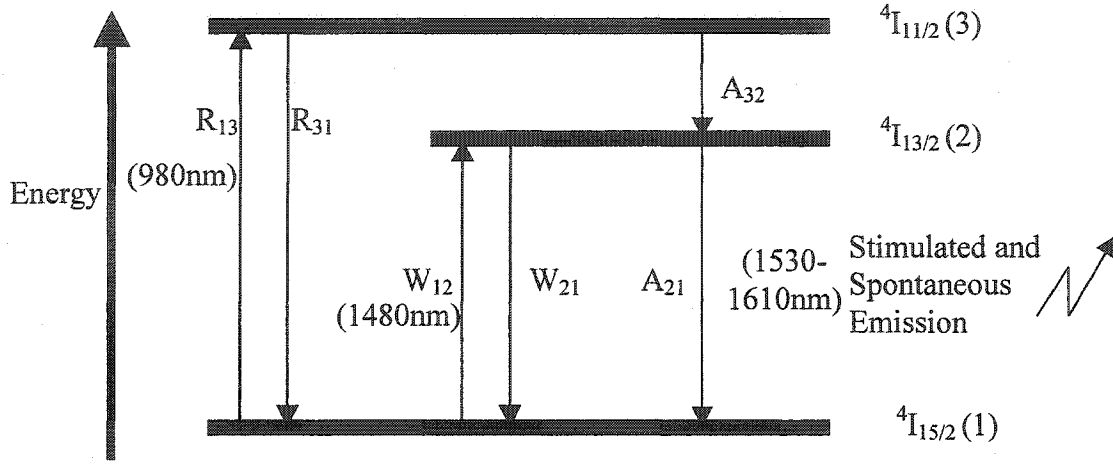 ⁴I₁₁/₂ (3)
A₃₂
R₁₃
R₃₁
(980nm)
⁴I₁₃/₂ (2)
Energy
W₁₂
(1480nm)
W₂₁
A₂₁
(1530-
1610nm)
Stimulated and
Spontaneous
Emission
⁴I₁₅/₂ (1)